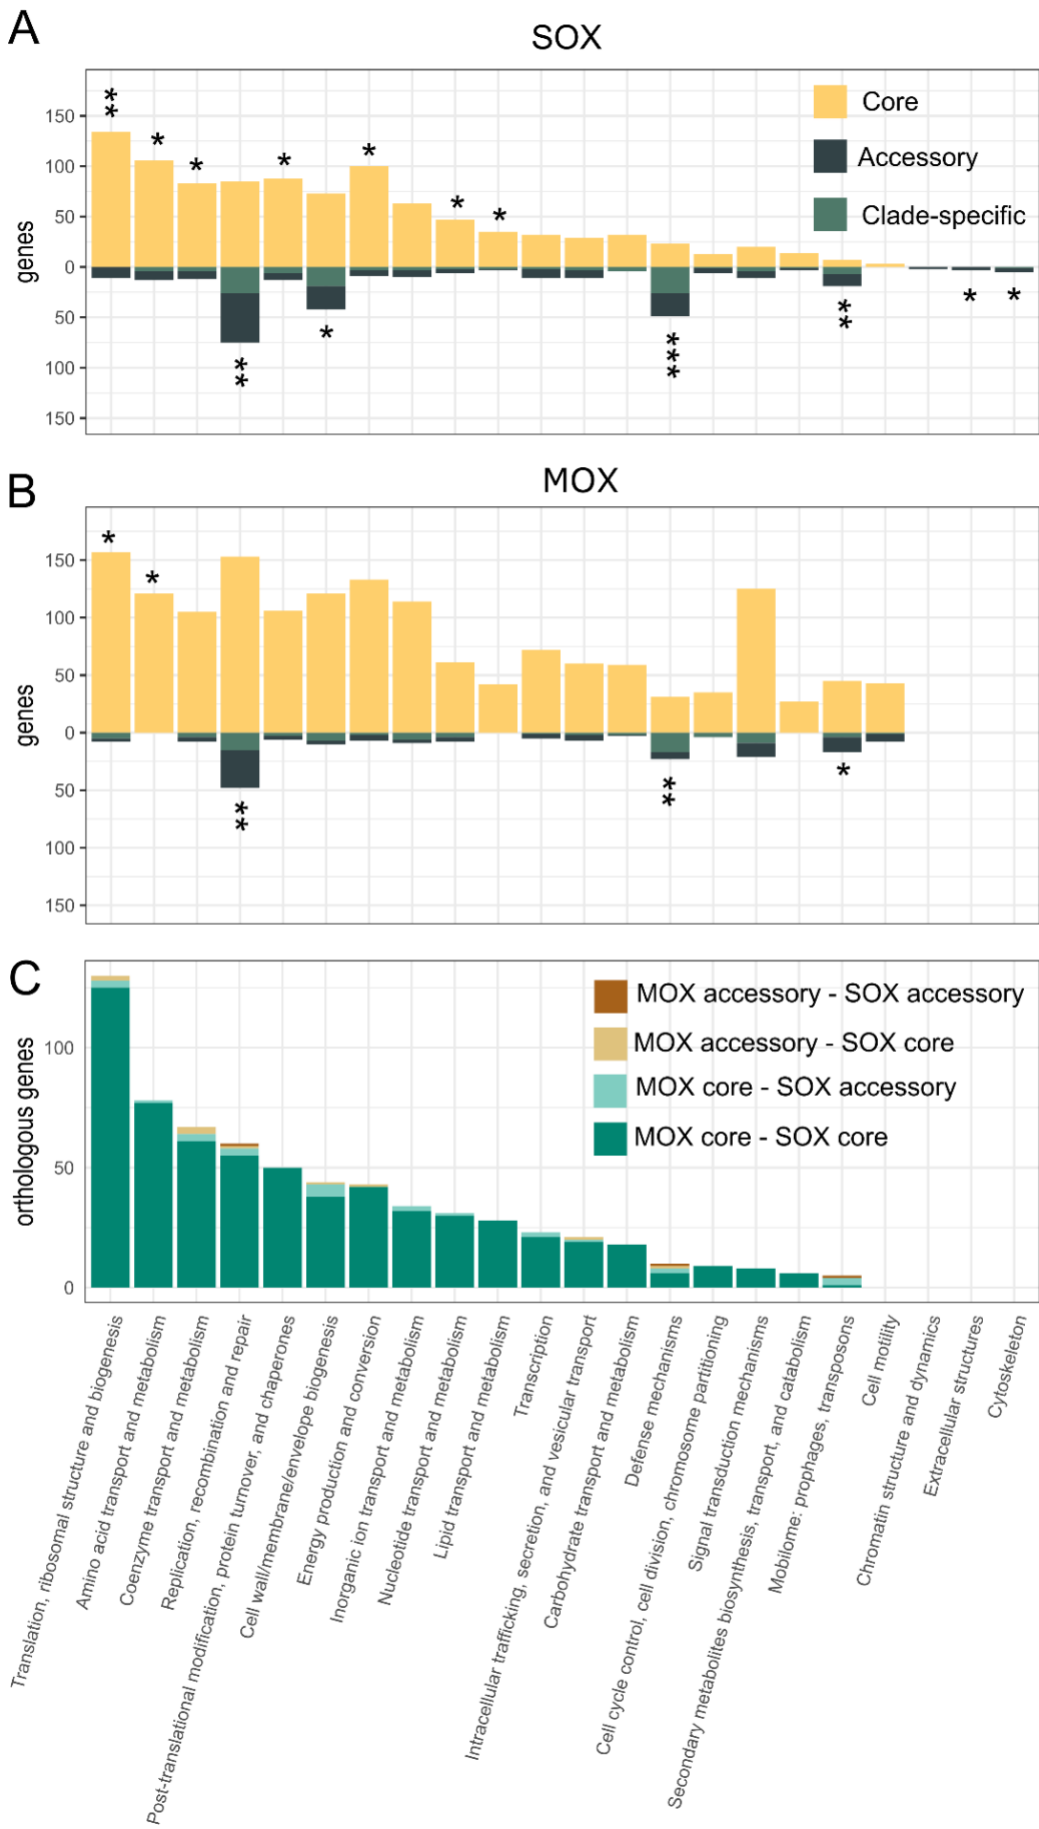 A
SOX
**
*
*
*
*
*
*
**
*
***
**
*
*
150
100
50
0
50
100
150
genes
Core
Accessory
Clade-specific
B
MOX
*
*
**
**
*
150
100
50
0
50
100
150
genes
C
100
50
0
orthologous genes
MOX accessory - SOX accessory
MOX accessory - SOX core
MOX core - SOX accessory
MOX core - SOX core
Translation, ribosomal structure and biogenesis
Amino acid transport and metabolism
Coenzyme transport and metabolism
Replication, recombination and repair
Post-translational modification, protein turnover, and chaperones
Cell wall/membrane/envelope biogenesis
Energy production and conversion
Inorganic ion transport and metabolism
Nucleotide transport and metabolism
Lipid transport and metabolism
Transcription
Intracellular trafficking, secretion, and vesicular transport
Carbohydrate transport and metabolism
Defense mechanisms
Cell cycle control, cell division, chromosome partitioning
Signal transduction mechanisms
Secondary metabolites biosynthesis, transport, and catabolism
Mobilome: prophages, transposons
Cell motility
Chromatin structure and dynamics
Extracellular structures
Cytoskeleton